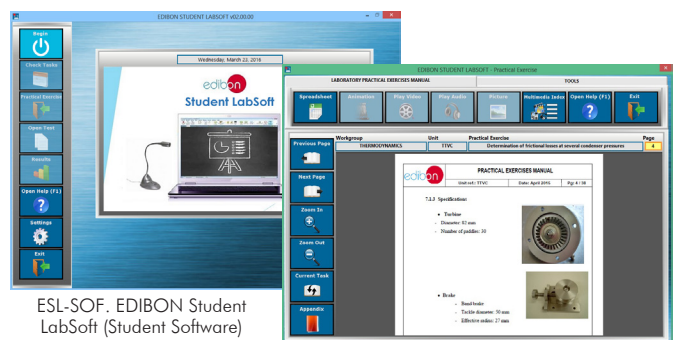 EDIBON STUDENT LABSOFT v02.00.00
Begin
Check Tasks
Practical Exercise
Open Test
Results
Open Help (F1)
Settings
Exit
Wednesday, March 23, 2016
edibon
Student LabSoft
ESL-SOF. EDIBON Student
LabSoft (Student Software)
EDIBON STUDENT LABSOFT - Practical Exercise
LABORATORY PRACTICAL EXERCISES MANUAL
TOOLS
Spreadsheet
Animation
Play Video
Play Audio
Picture
Multimedia Index
Open Help (F1)
Exit
Previous Page
Next Page
Zoom In
Zoom Out
Current Task
Appendix
Workgroup Unit Practical Exercise Page
THERMODYNAMICS TTVC Determination of frictional losses at several condenser pressures 4
edibon
PRACTICAL EXERCISES MANUAL
Unit ref.: TTVC Date: April 2015 Pg: 4 / 58
7.1.3 Specifications
• Turbine
- Diameter: 82 mm
- Number of paddles: 30
• Brake
- Band brake
- Tackle diameter: 50 mm
- Effective radius: 27 mm